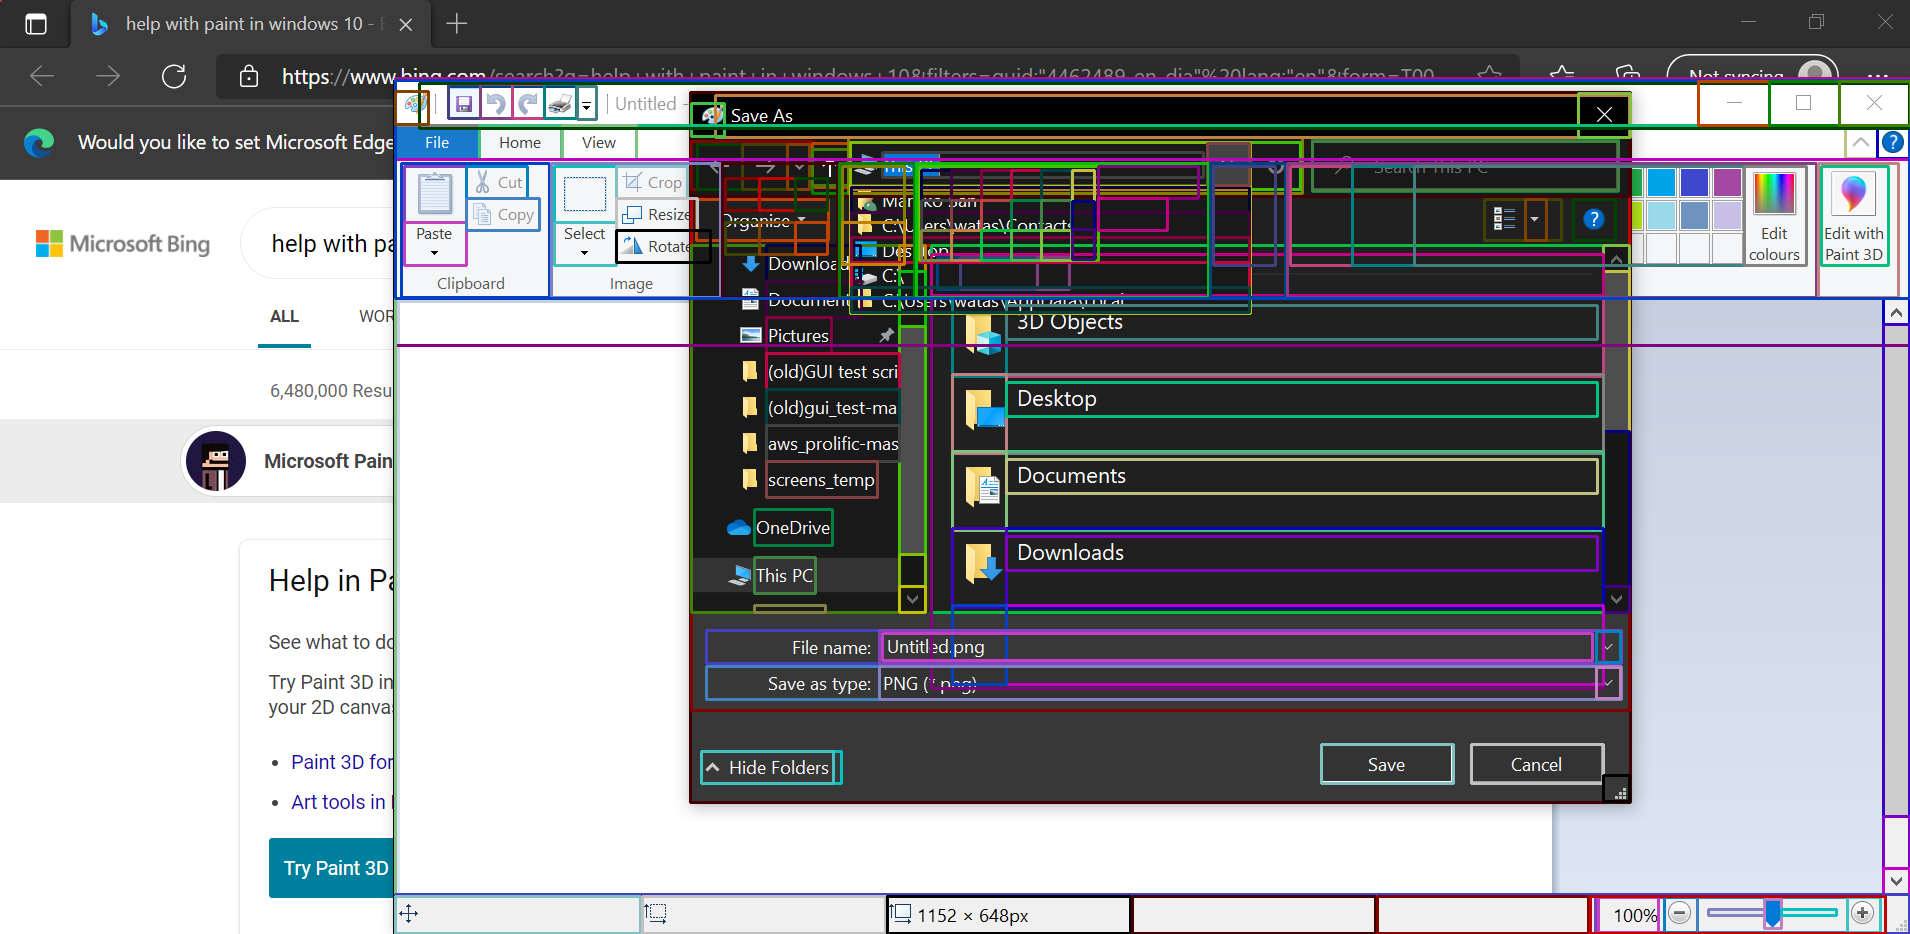 help with paint in windows 10 -
https://www.bing.com/search?q=help+with+paint+in+windows+10&filters=guid:"4462489-en-dia"%20lang:"en"&form=T00
Not syncing
Would you like to set Microsoft Edge
Untitled -
Save As
File
Home
View
This
Search This PC
Manoko San
C:\Users\watas\Contacts
Desktop
C:\
C:\Users\watas\AppData\Local
Organise
Cut
Copy
Paste
Clipboard
Select
Crop
Resize
Rotate
Image
Edit
colours
Edit with
Paint 3D
Microsoft Bing
help with pa
ALL
WOR
6,480,000 Resu
Microsoft Pain
Help in Pa
See what to do
Try Paint 3D in
your 2D canva
Paint 3D for
Art tools in
Try Paint 3D
Download
Document
Pictures
(old)GUI test scri
(old)gui_test-ma
aws_prolific-mas
screens_temp
OneDrive
This PC
3D Objects
Desktop
Documents
Downloads
File name:
Untitled.png
Save as type:
PNG (*.png)
Hide Folders
Save
Cancel
1152 × 648px
100%